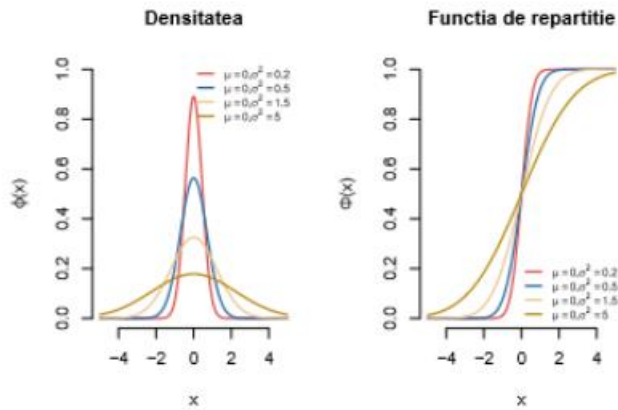 Densitatea
Functia de repartitie
μ = 0,σ² = 0.2
μ = 0,σ² = 0.5
μ = 0,σ² = 1.5
μ = 0,σ² = 5
1.0
0.8
0.6
0.4
0.2
0.0
ϕ(x)
−4 −2 0 2 4
x
1.0
0.8
0.6
0.4
0.2
0.0
Φ(x)
μ = 0,σ² = 0.2
μ = 0,σ² = 0.5
μ = 0,σ² = 1.5
μ = 0,σ² = 5
−4 −2 0 2 4
x